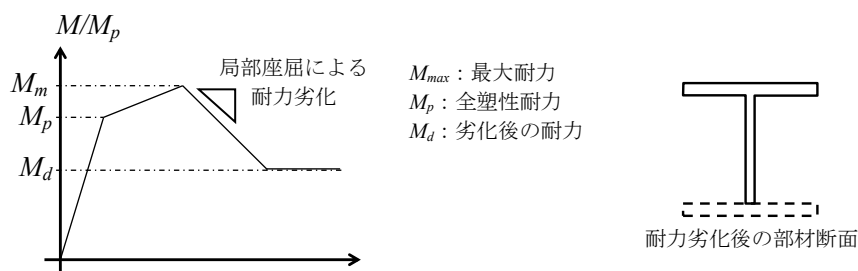 M/Mp
Mm
Mp
Md
局部座屈による
耐力劣化
Mmax：最大耐力
Mp：全塑性耐力
Md：劣化後の耐力
耐力劣化後の部材断面